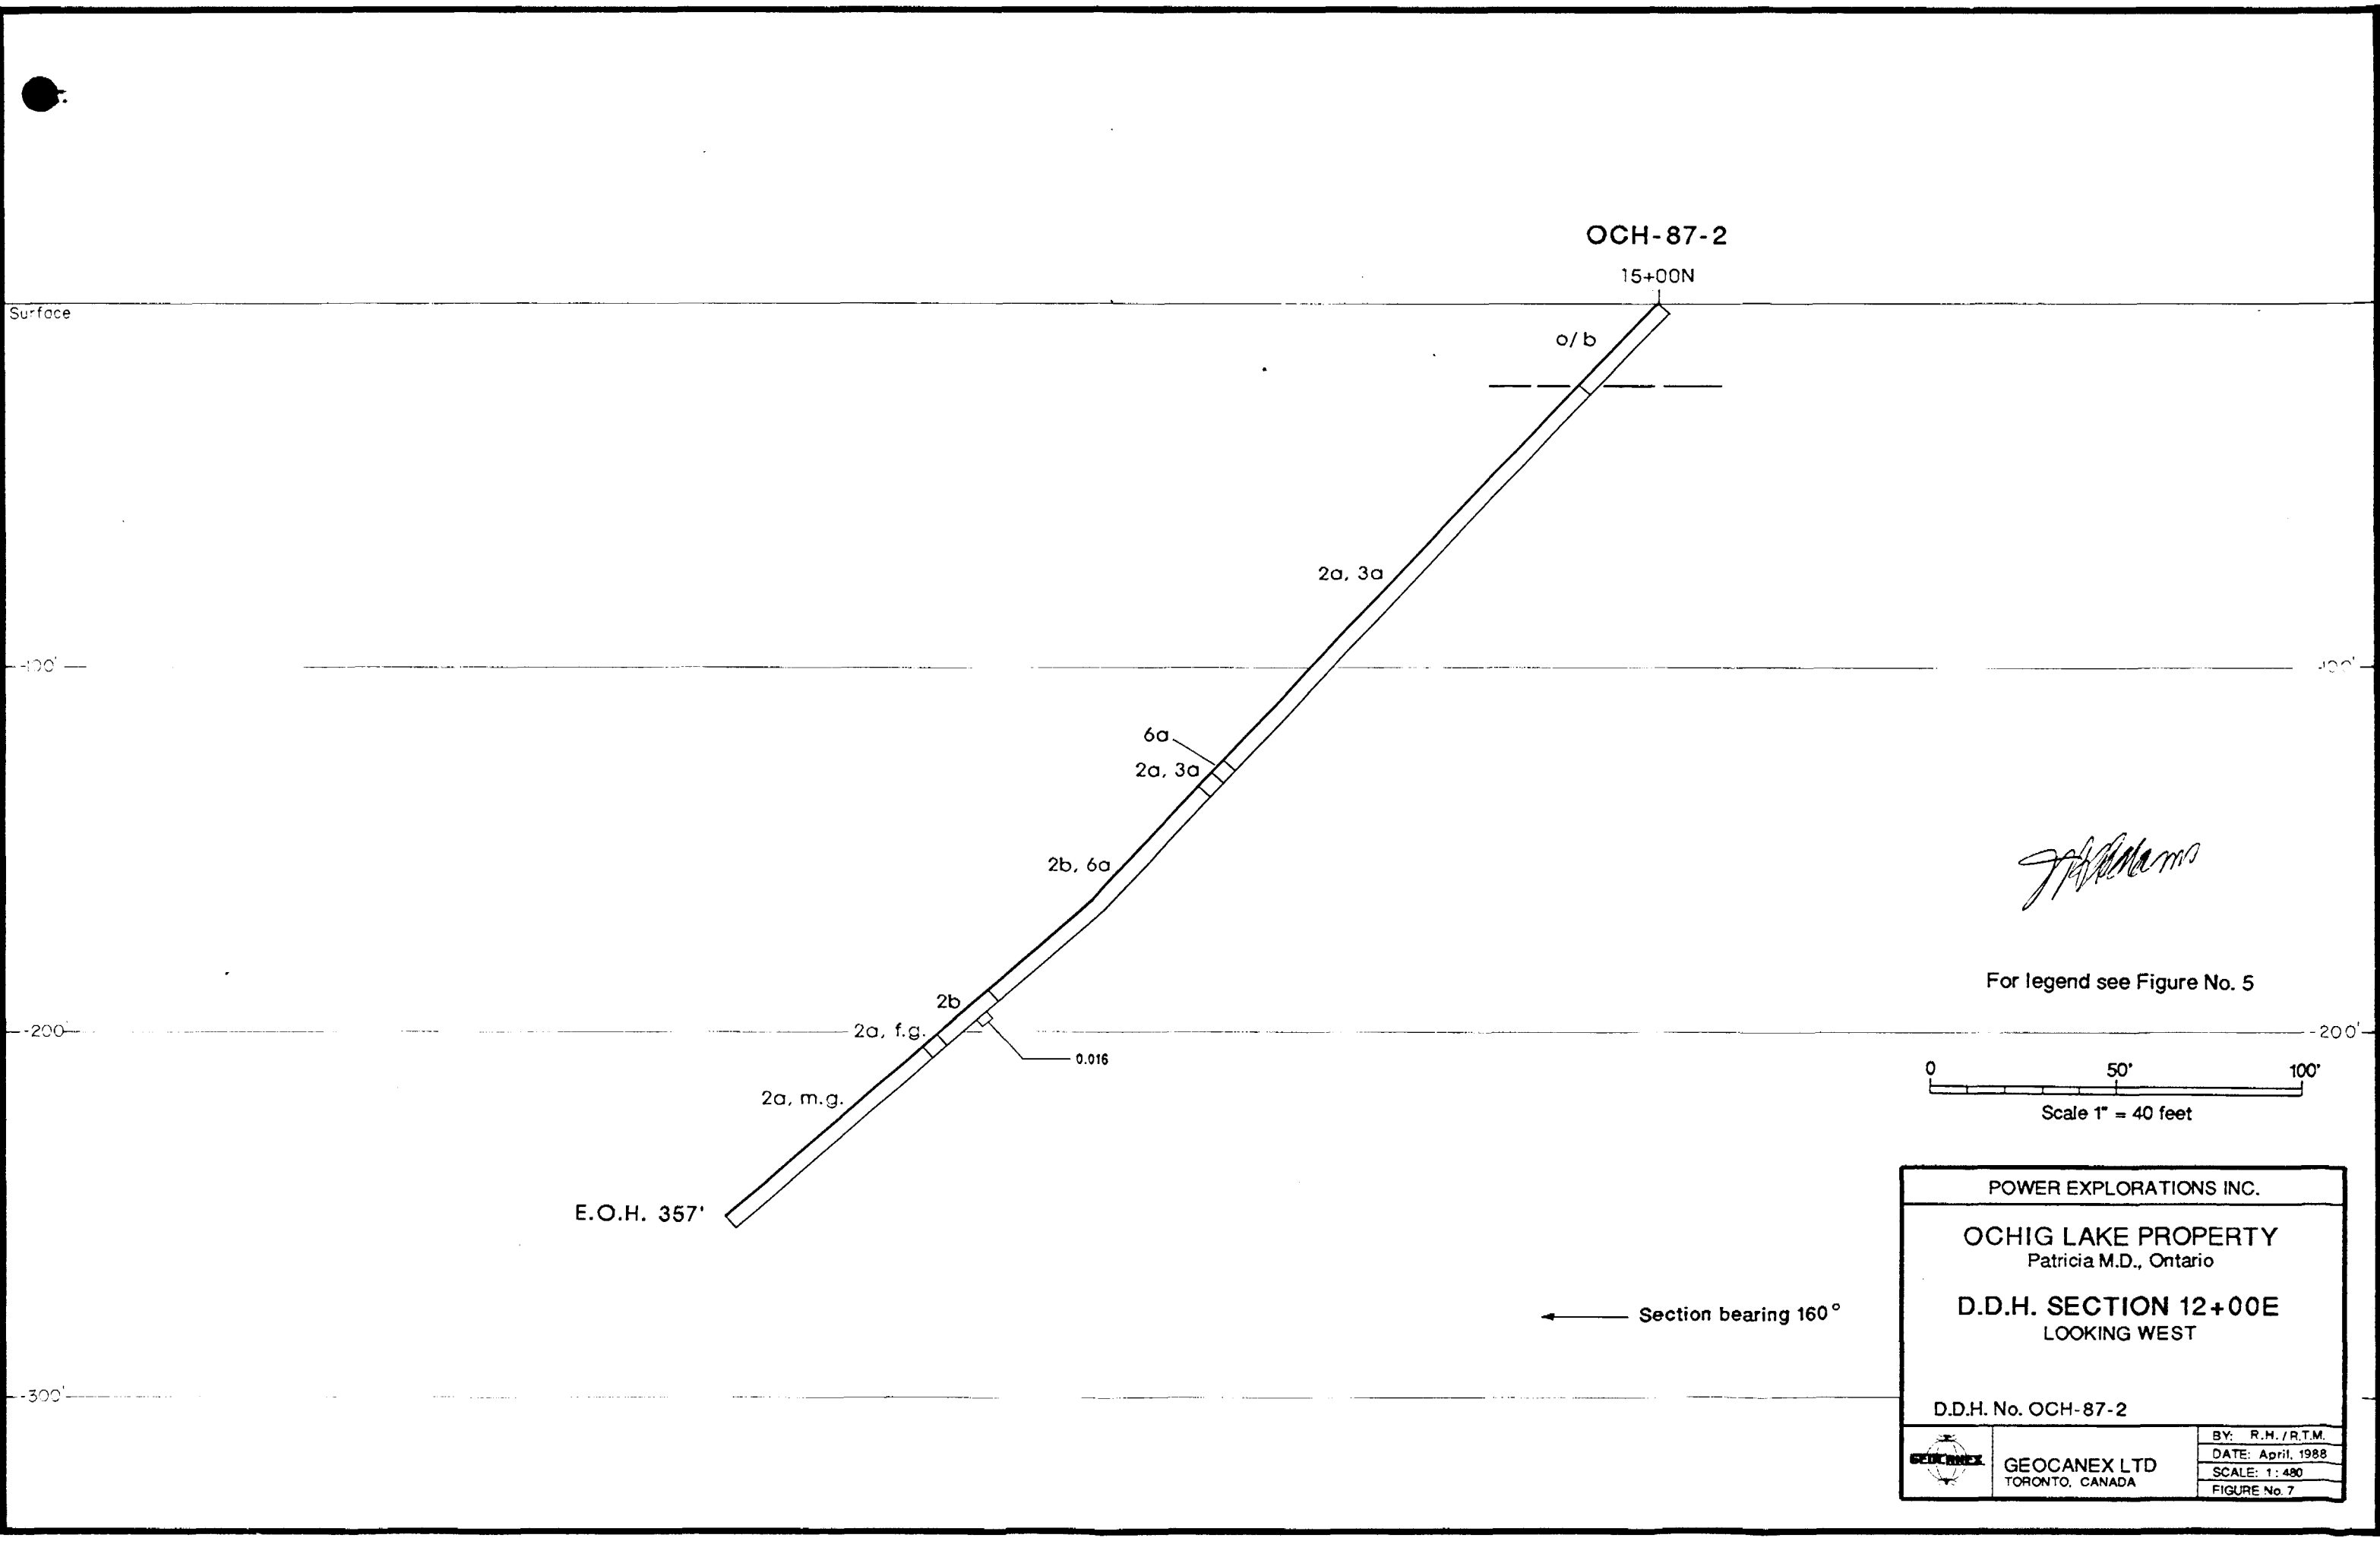 OCH-87-2
15+00N
Surface
o/b
2a, 3a
-100'
-100'
6a
2a, 3a
2b, 6a
For legend see Figure No. 5
2b
-200'
2a, f.g.
-200'
0.016
0 50' 100'
Scale 1" = 40 feet
2a, m.g.
E.O.H. 357'
Section bearing 160°
-300'
POWER EXPLORATIONS INC.
OCHIG LAKE PROPERTY
Patricia M.D., Ontario
D.D.H. SECTION 12+00E
LOOKING WEST
D.D.H. No. OCH-87-2
GEOCANEX
GEOCANEX LTD
TORONTO, CANADA
BY: R.H. / R.T.M.
DATE: April, 1988
SCALE: 1 : 480
FIGURE No. 7